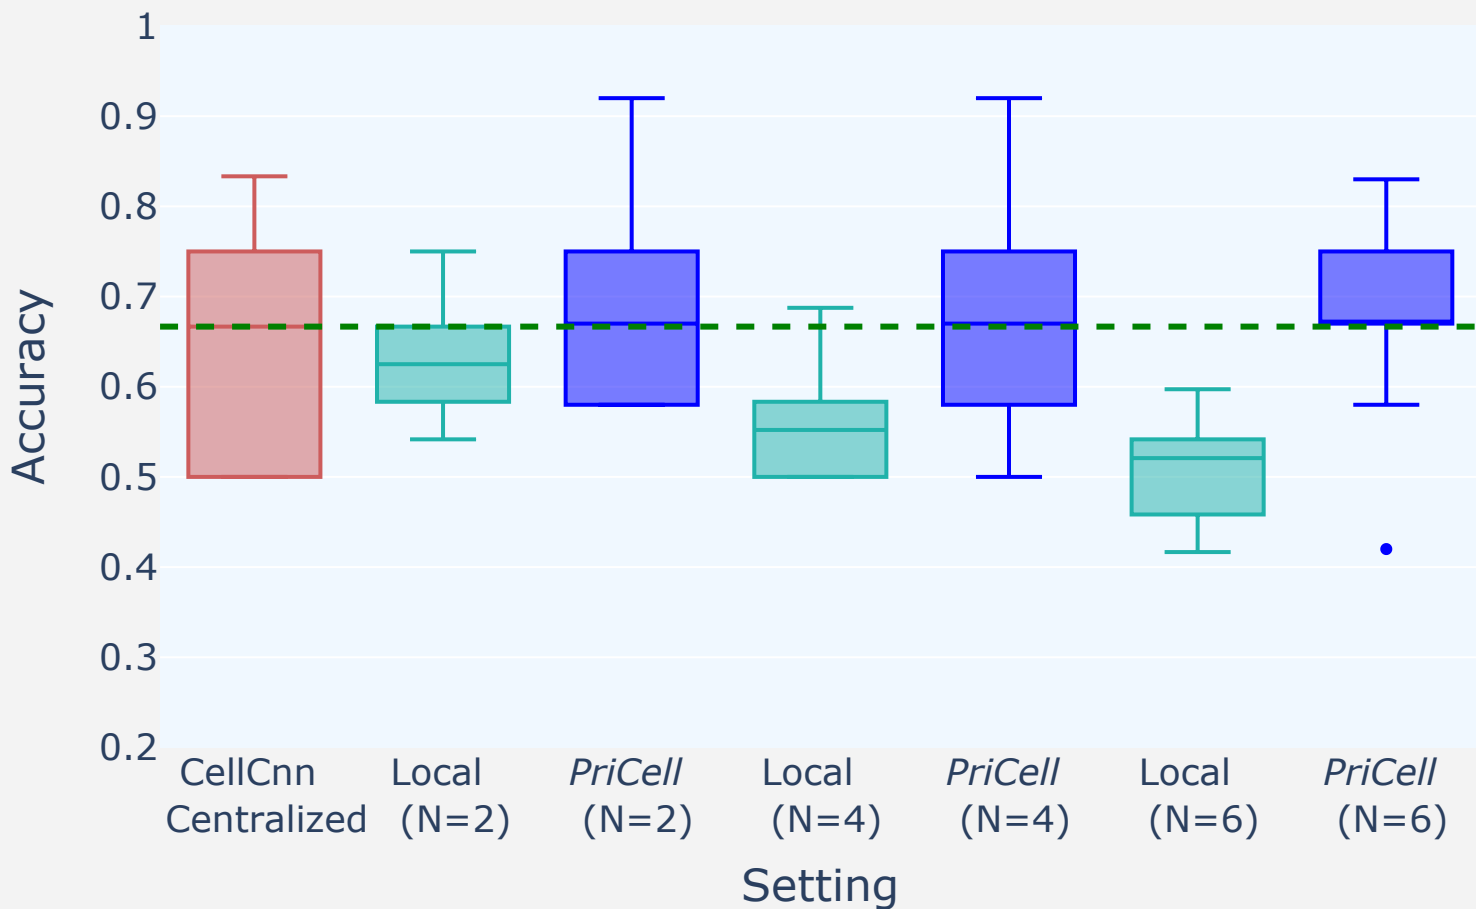 1
0.9
0.8
0.7
0.6
0.5
0.4
0.3
0.2
Accuracy
CellCnn Local PriCell Local PriCell Local PriCell
Centralized (N=2) (N=2) (N=4) (N=4) (N=6) (N=6)
Setting